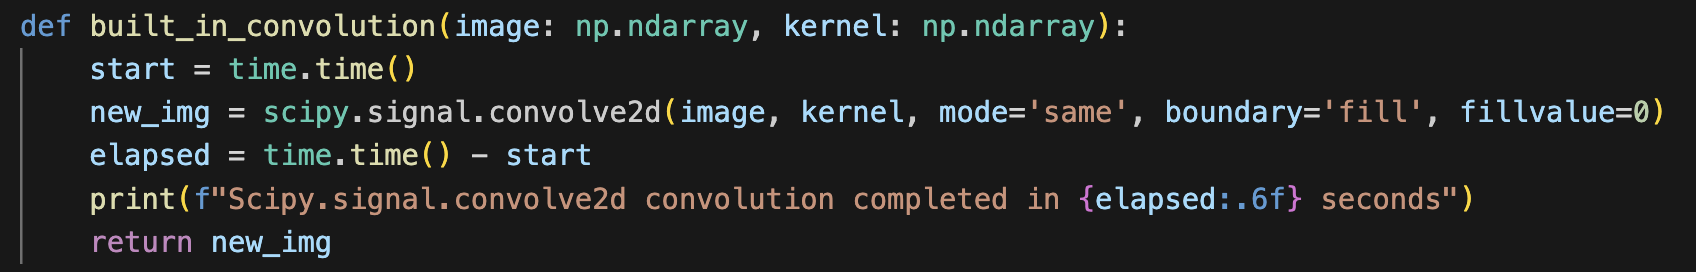 def built_in_convolution(image: np.ndarray, kernel: np.ndarray):
    start = time.time()
    new_img = scipy.signal.convolve2d(image, kernel, mode='same', boundary='fill', fillvalue=0)
    elapsed = time.time() - start
    print(f"Scipy.signal.convolve2d convolution completed in {elapsed:.6f} seconds")
    return new_img